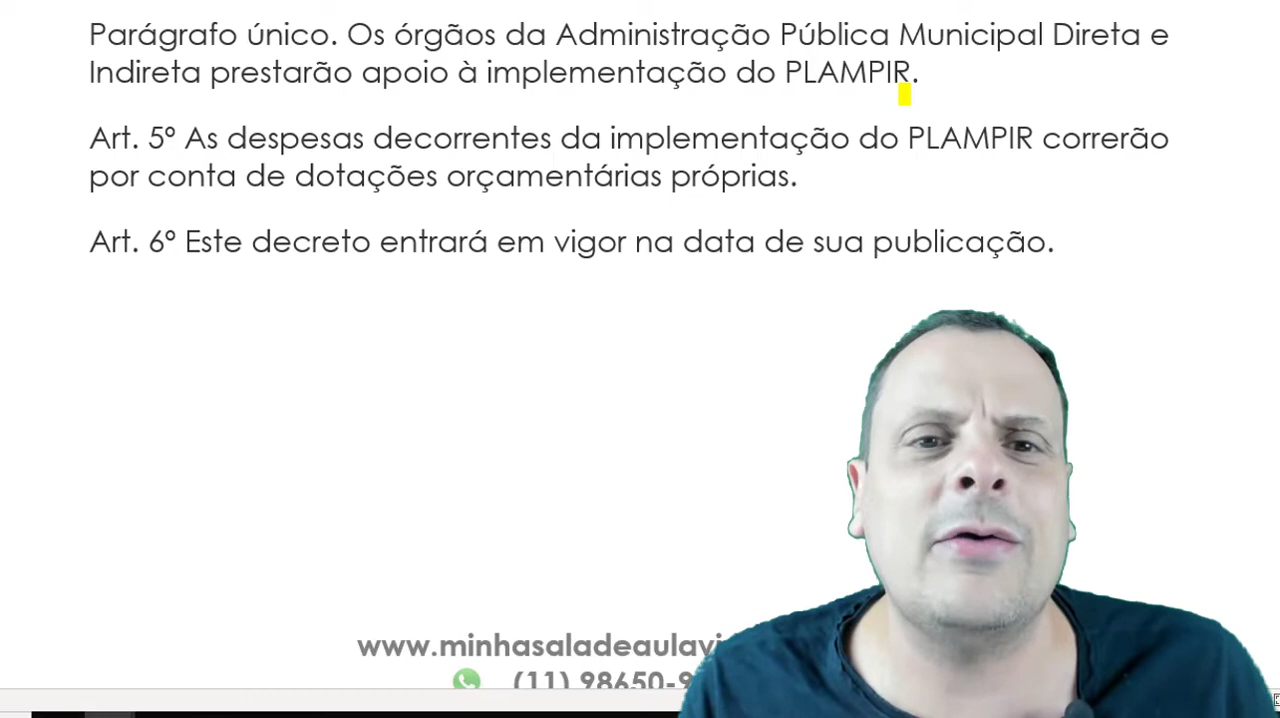 Parágrafo único. Os órgãos da Administração Pública Municipal Direta e
Indireta prestarão apoio à implementação do PLAMPIR.
Art. 5º As despesas decorrentes da implementação do PLAMPIR correrão
por conta de dotações orçamentárias próprias.
Art. 6º Este decreto entrará em vigor na data de sua publicação.
www.minhasaladeaulavi
(11) 98650-9